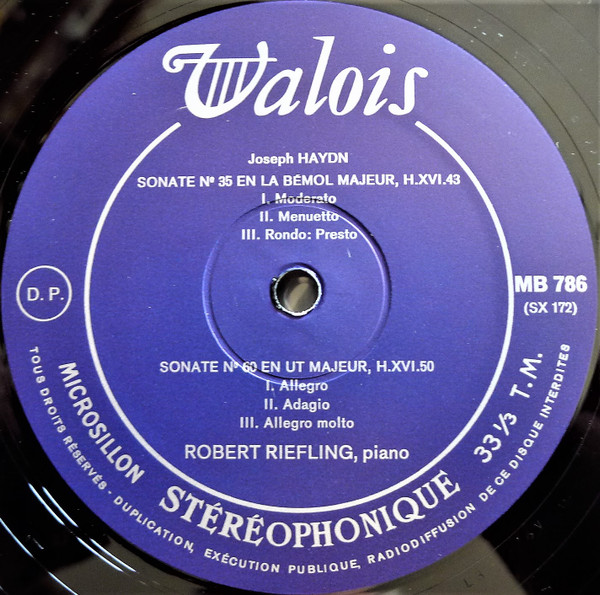 Valois
Joseph HAYDN
SONATE Nº 35 EN LA BÉMOL MAJEUR, H.XVI.43
I. Moderato
II. Menuetto
III. Rondo: Presto
D. P.
MB 786
(SX 172)
SONATE Nº 60 EN UT MAJEUR, H.XVI.50
I. Allegro
II. Adagio
III. Allegro molto
ROBERT RIEFLING, piano
MICROSILLON STÉRÉOPHONIQUE 33 1/3 T.M.
TOUS DROITS RÉSERVÉS - DUPLICATION, EXÉCUTION PUBLIQUE, RADIODIFFUSION DE CE DISQUE INTERDITES